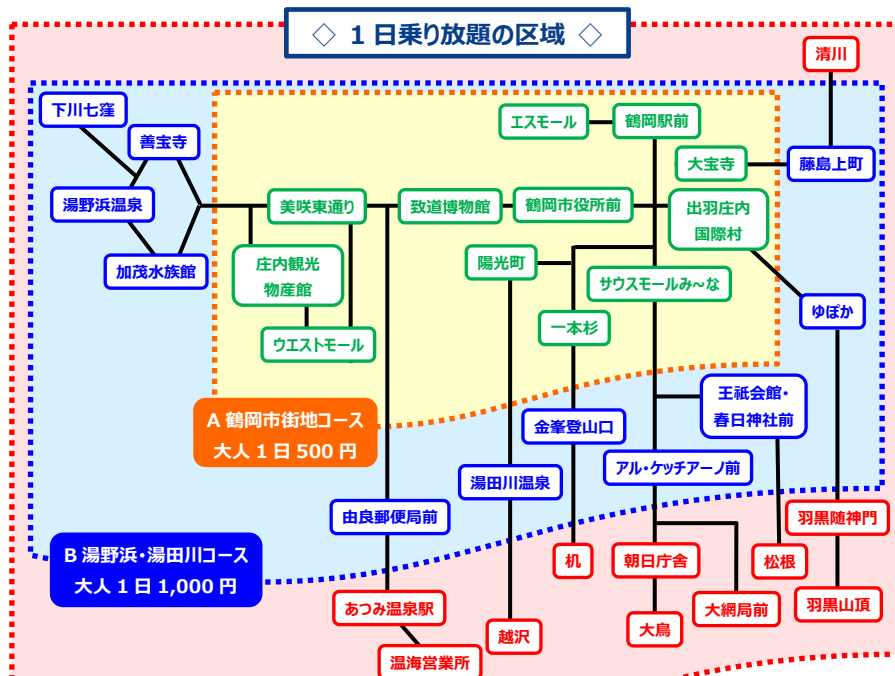 ◇ 1日乗り放題の区域 ◇
清川
下川七窪
善宝寺
エスモール
鶴岡駅前
大宝寺
藤島上町
湯野浜温泉
美咲東通り
致道博物館
鶴岡市役所前
出羽庄内
国際村
加茂水族館
庄内観光
物産館
陽光町
サウスモールみ~な
ゆぽか
一本杉
ウエストモール
王祇会館・
春日神社前
A 鶴岡市街地コース
大人 1 日 500 円
金峯登山口
湯田川温泉
アル・ケッチアーノ前
由良郵便局前
羽黒随神門
B 湯野浜・湯田川コース
大人 1 日 1,000 円
机
朝日庁舎
松根
あつみ温泉駅
大網局前
羽黒山頂
越沢
大鳥
温海営業所